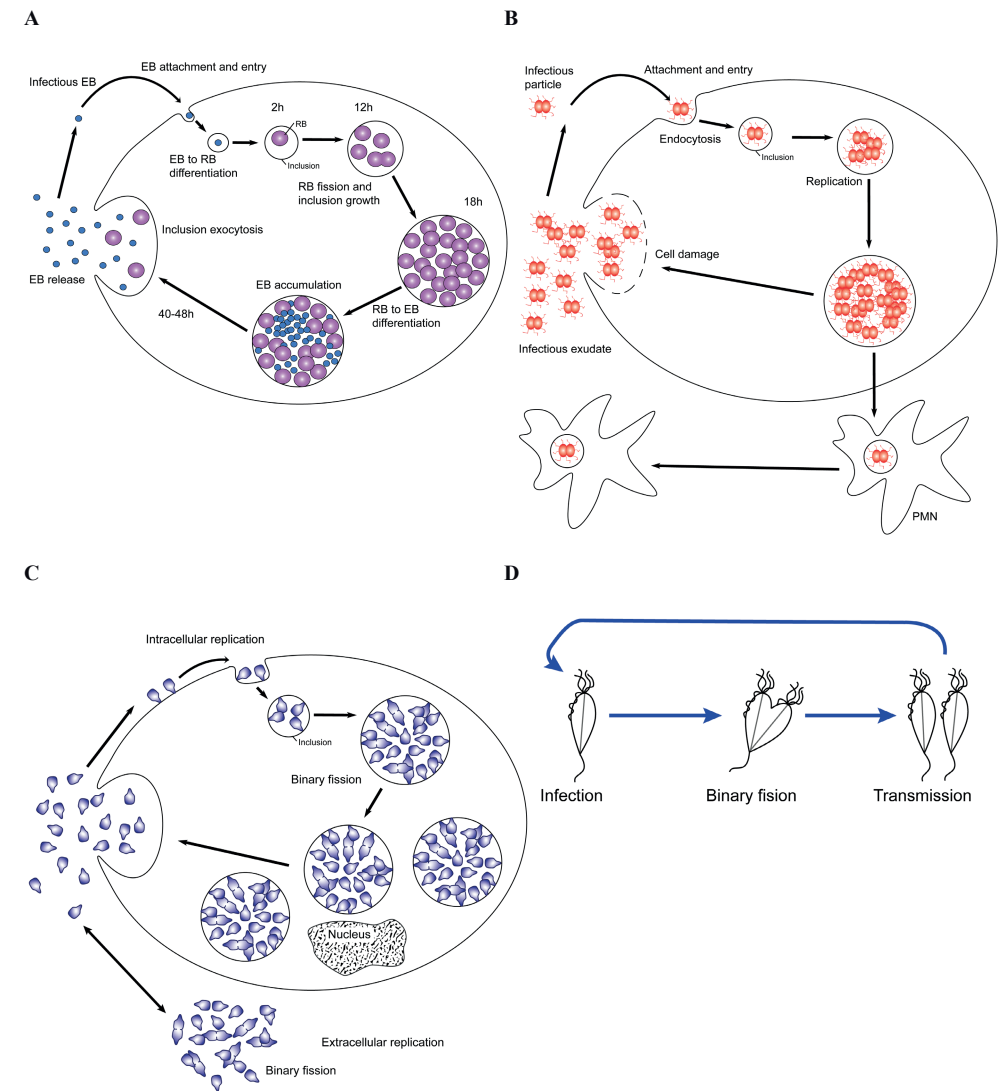 A
EB attachment and entry
Infectious EB
2h
12h
RB
Inclusion
EB to RB
differentiation
RB fission and
inclusion growth
18h
Inclusion exocytosis
EB release
EB accumulation
RB to EB
differentiation
40-48h
B
Infectious
particle
Attachment and entry
Endocytosis
Inclusion
Replication
Cell damage
Infectious exudate
PMN
C
Intracellular replication
Inclusion
Binary fission
Nucleus
Extracellular replication
Binary fission
D
Infection
Binary fision
Transmission